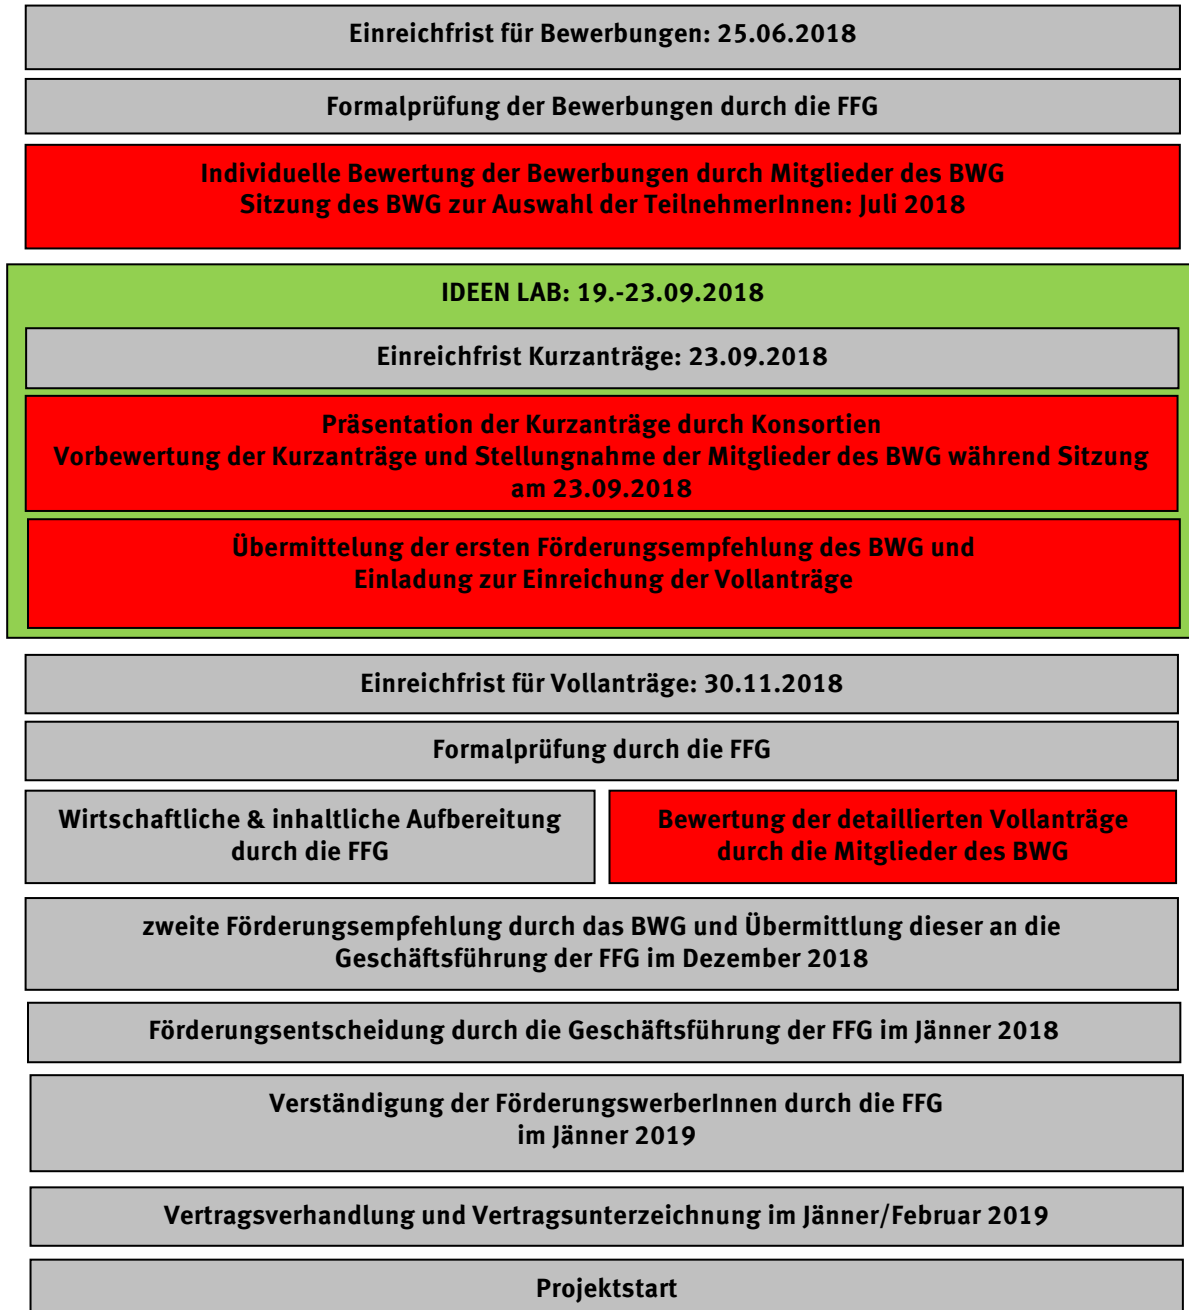 Einreichfrist für Bewerbungen: 25.06.2018
Formalprüfung der Bewerbungen durch die FFG
Individuelle Bewertung der Bewerbungen durch Mitglieder des BWG
Sitzung des BWG zur Auswahl der TeilnehmerInnen: Juli 2018
IDEEN LAB: 19.-23.09.2018
Einreichfrist Kurzanträge: 23.09.2018
Präsentation der Kurzanträge durch Konsortien
Vorbewertung der Kurzanträge und Stellungnahme der Mitglieder des BWG während Sitzung
am 23.09.2018
Übermittelung der ersten Förderungsempfehlung des BWG und
Einladung zur Einreichung der Vollanträge
Einreichfrist für Vollanträge: 30.11.2018
Formalprüfung durch die FFG
Wirtschaftliche & inhaltliche Aufbereitung
durch die FFG
Bewertung der detaillierten Vollanträge
durch die Mitglieder des BWG
zweite Förderungsempfehlung durch das BWG und Übermittlung dieser an die
Geschäftsführung der FFG im Dezember 2018
Förderungsentscheidung durch die Geschäftsführung der FFG im Jänner 2018
Verständigung der FörderungswerberInnen durch die FFG
im Jänner 2019
Vertragsverhandlung und Vertragsunterzeichnung im Jänner/Februar 2019
Projektstart